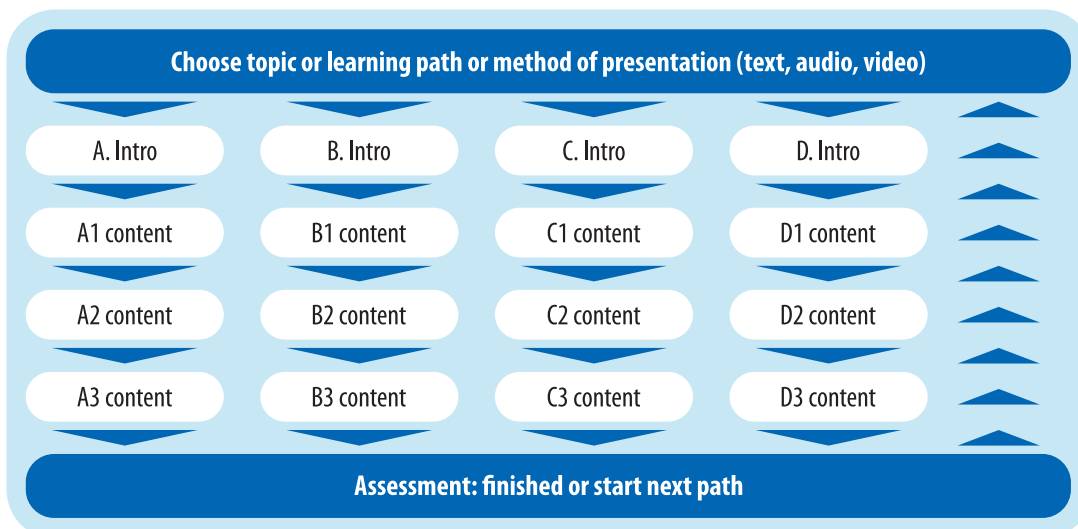 Choose topic or learning path or method of presentation (text, audio, video)
A. Intro
B. Intro
C. Intro
D. Intro
A1 content
B1 content
C1 content
D1 content
A2 content
B2 content
C2 content
D2 content
A3 content
B3 content
C3 content
D3 content
Assessment: finished or start next path